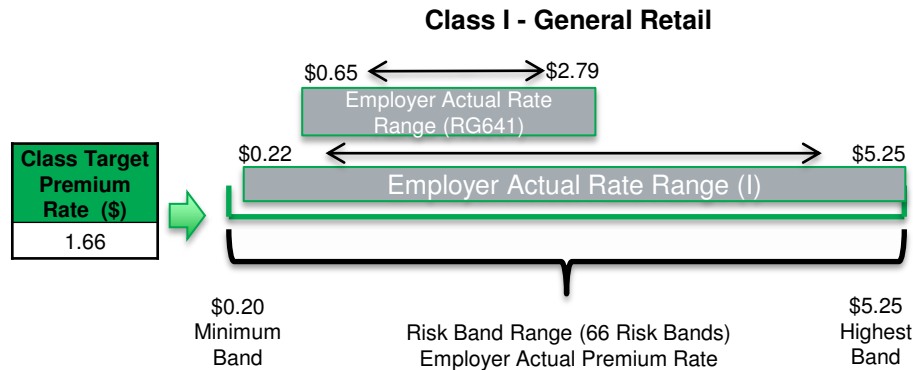 Class I - General Retail
$0.65
$2.79
Employer Actual Rate
Range (RG641)
$0.22
$5.25
Employer Actual Rate Range (I)
Class Target
Premium
Rate ($)
1.66
$0.20
Minimum
Band
Risk Band Range (66 Risk Bands)
Employer Actual Premium Rate
$5.25
Highest
Band